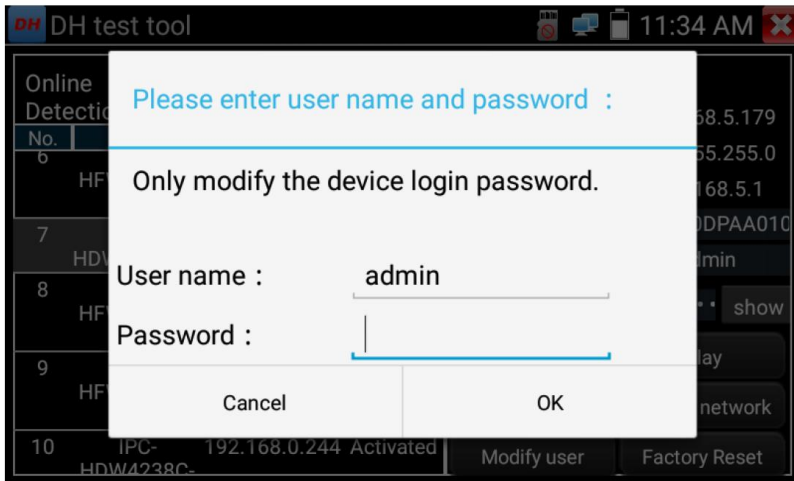 DH DH test tool 11:34 AM
Online
Detectio
No.
Please enter user name and password :
Only modify the device login password.
User name : admin
Password :
Cancel OK
68.5.179
55.255.0
168.5.1
DPAA010
min
show
lay
network
6
HF
7
HDW
8
HF
9
HF
10 IPC- 192.168.0.244 Activated
HDW4238C-
Modify user Factory Reset